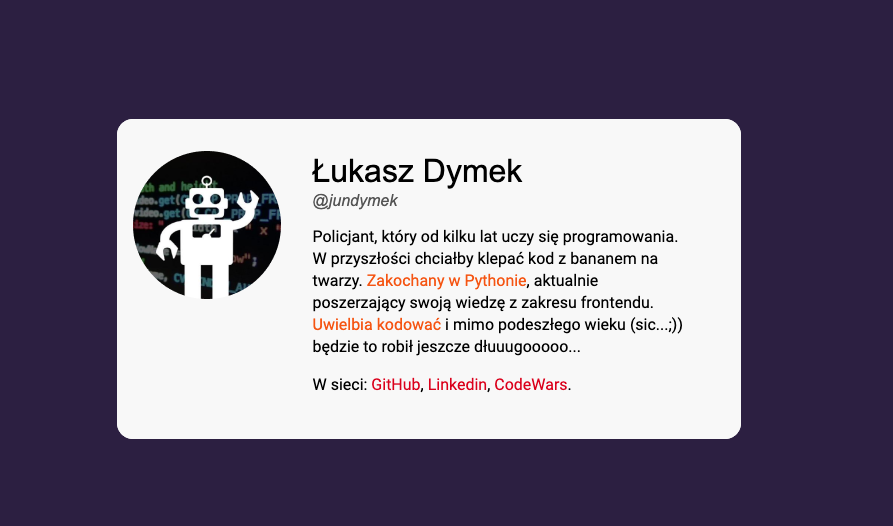 Łukasz Dymek
@jundymek
Policjant, który od kilku lat uczy się programowania.
W przyszłości chciałby klepać kod z bananem na
twarzy. Zakochany w Pythonie, aktualnie
poszerzający swoją wiedzę z zakresu frontendu.
Uwielbia kodować i mimo podeszłego wieku (sic...;))
będzie to robił jeszcze dłuuugooooo...
W sieci: GitHub, Linkedin, CodeWars.